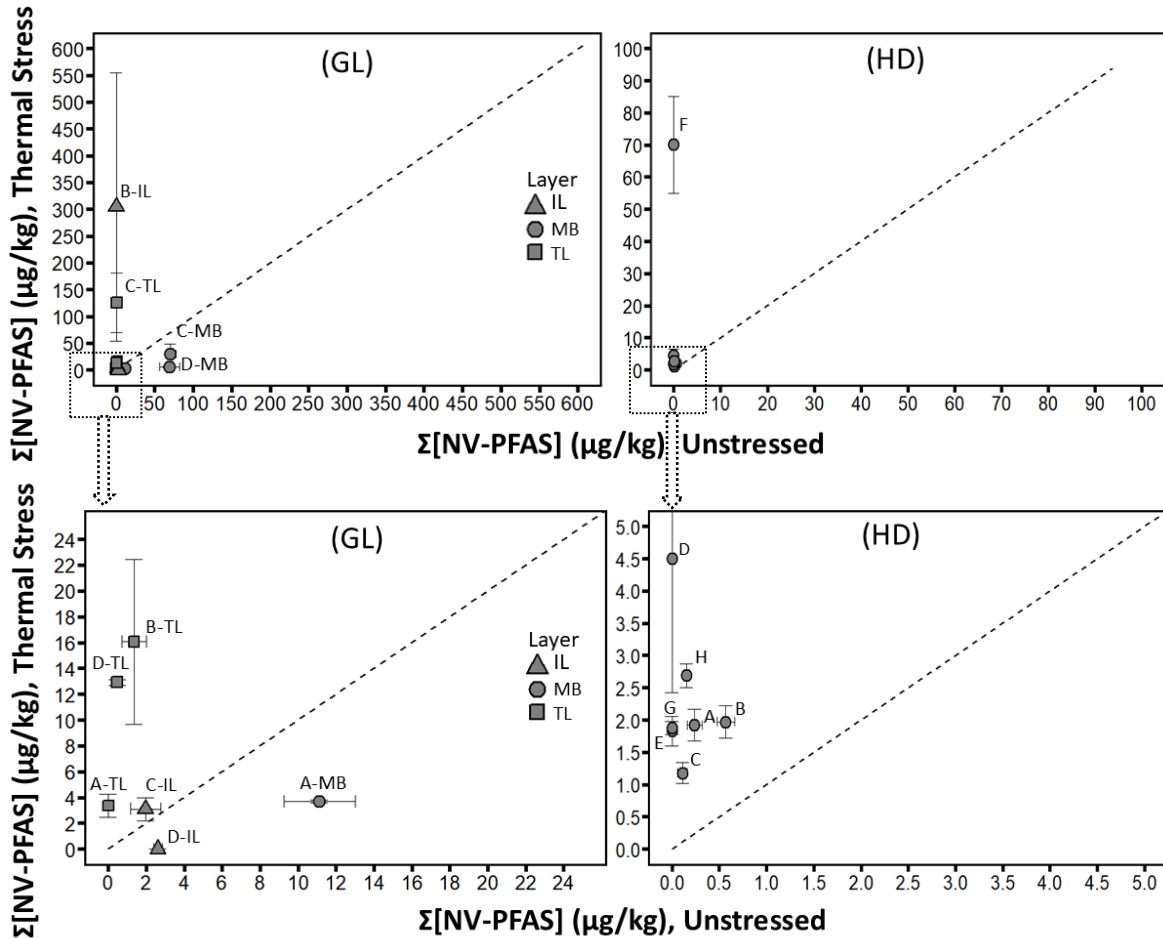 Σ[NV-PFAS] (µg/kg), Thermal Stress
600
550
500
450
400
350
300
250
200
150
100
50
0
(GL)
B-IL
C-TL
C-MB
D-MB
Layer
IL
MB
TL
0 50 100 150 200 250 300 350 400 450 500 550 600
100
90
80
70
60
50
40
30
20
10
0
(HD)
F
0 10 20 30 40 50 60 70 80 90 100
Σ[NV-PFAS] (µg/kg) Unstressed
Σ[NV-PFAS] (µg/kg), Thermal Stress
24
22
20
18
16
14
12
10
8
6
4
2
0
(GL)
B-TL
D-TL
A-TL
C-IL
A-MB
D-IL
Layer
IL
MB
TL
0 2 4 6 8 10 12 14 16 18 20 22 24
5.0
4.5
4.0
3.5
3.0
2.5
2.0
1.5
1.0
0.5
0.0
(HD)
D
H
G
A
B
E
C
0.0 0.5 1.0 1.5 2.0 2.5 3.0 3.5 4.0 4.5 5.0
Σ[NV-PFAS] (µg/kg), Unstressed